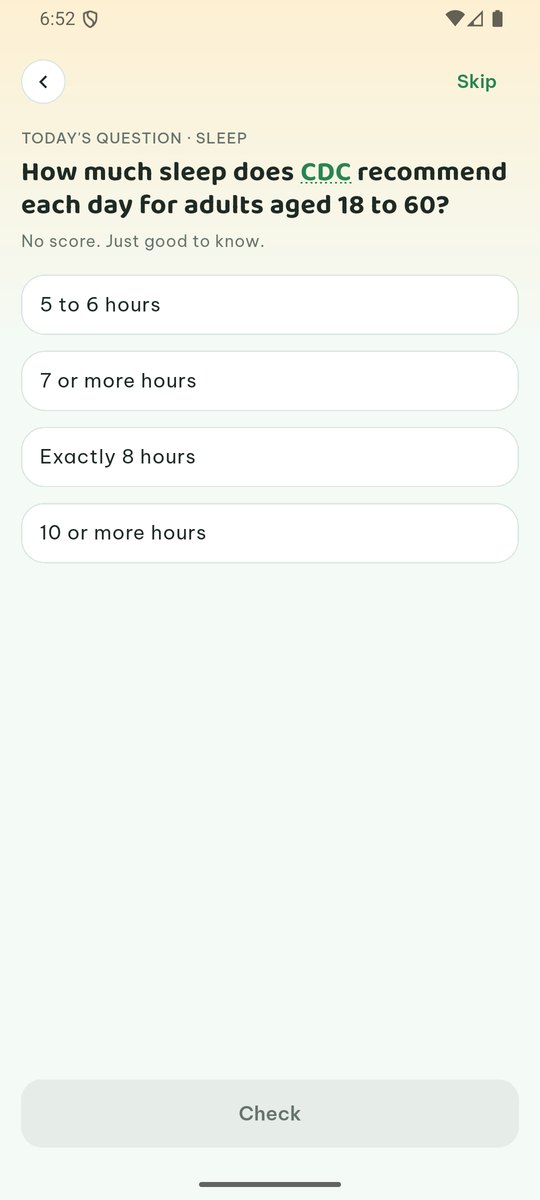 6:52
Skip
TODAY'S QUESTION · SLEEP
How much sleep does CDC recommend
each day for adults aged 18 to 60?
No score. Just good to know.
5 to 6 hours
7 or more hours
Exactly 8 hours
10 or more hours
Check